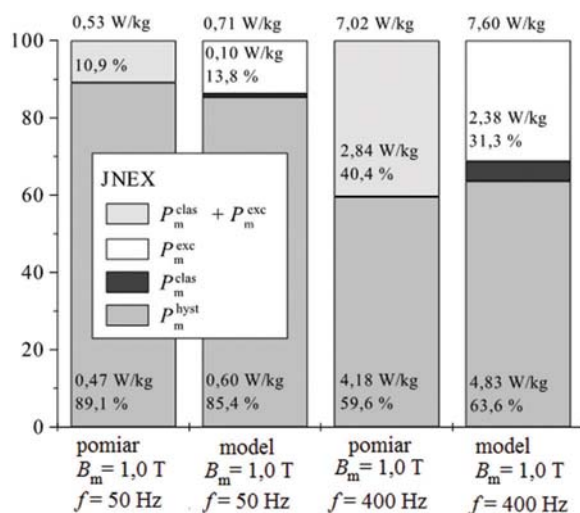 0,53 W/kg
0,71 W/kg
7,02 W/kg
7,60 W/kg
100
80
60
40
20
0
10,9 %
0,10 W/kg
13,8 %
2,84 W/kg
40,4 %
2,38 W/kg
31,3 %
JNEX
P_m^clas + P_m^exc
P_m^exc
P_m^clas
P_m^hyst
0,47 W/kg
89,1 %
0,60 W/kg
85,4 %
4,18 W/kg
59,6 %
4,83 W/kg
63,6 %
pomiar
B_m = 1,0 T
f = 50 Hz
model
B_m = 1,0 T
f = 50 Hz
pomiar
B_m = 1,0 T
f = 400 Hz
model
B_m = 1,0 T
f = 400 Hz